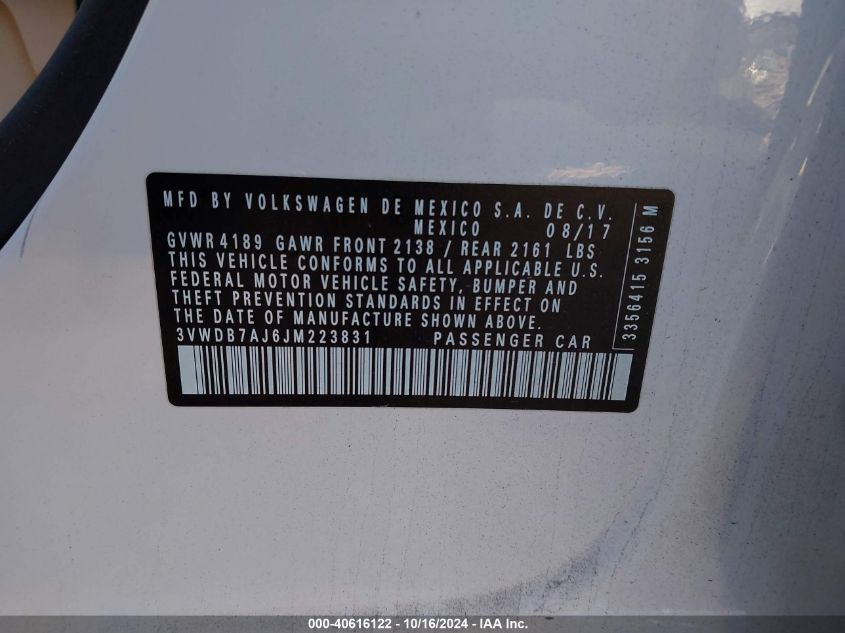 MFD BY VOLKSWAGEN DE MEXICO S.A. DE C.V.
MEXICO 08/17
GVWR 4189 GAWR FRONT 2138 / REAR 2161 LBS
THIS VEHICLE CONFORMS TO ALL APPLICABLE U.S.
FEDERAL MOTOR VEHICLE SAFETY, BUMPER AND
THEFT PREVENTION STANDARDS IN EFFECT ON
THE DATE OF MANUFACTURE SHOWN ABOVE.
3VWDB7AJ6JM223831 PASSENGER CAR
3356415 3156 M
000-40616122 - 10/16/2024 - IAA Inc.